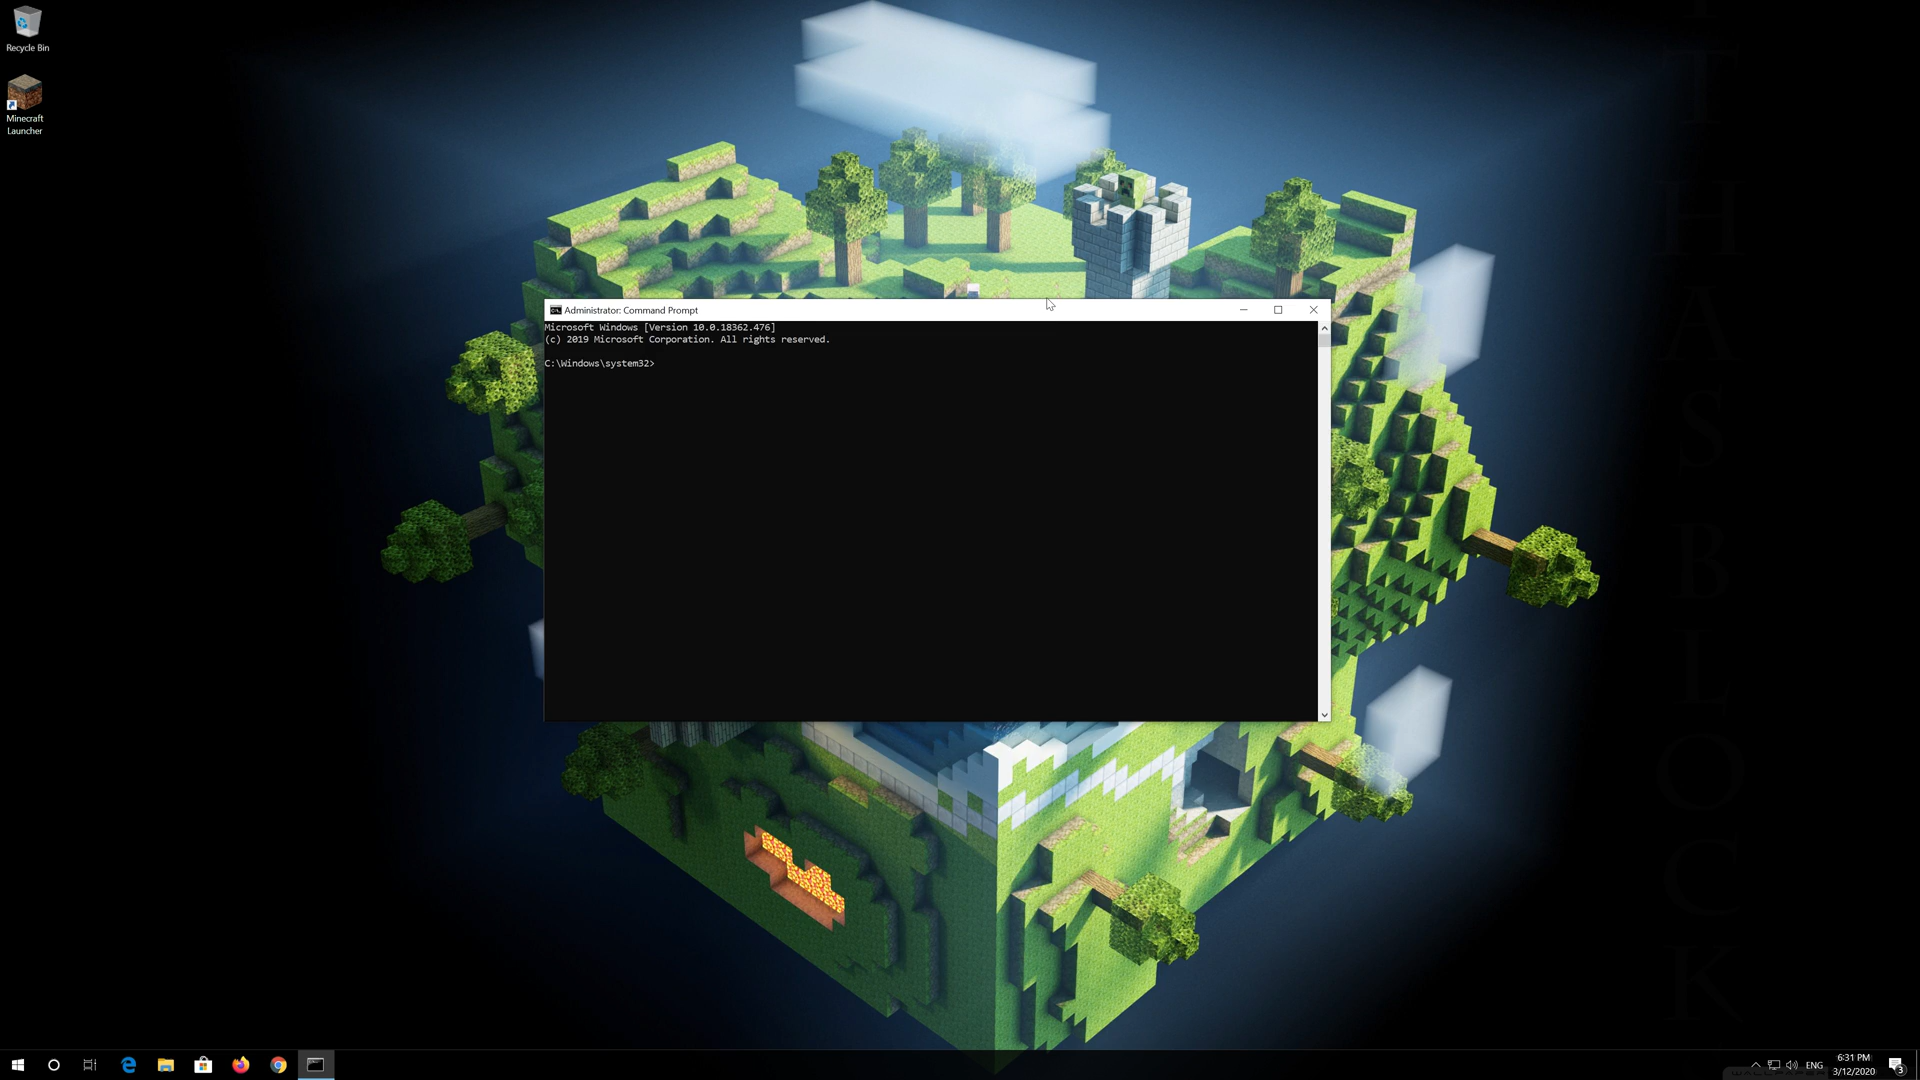 Recycle Bin
Minecraft
Launcher
Administrator: Command Prompt
Microsoft Windows [Version 10.0.18362.476]
(c) 2019 Microsoft Corporation. All rights reserved.
C:\Windows\system32>
T
H
A
S
B
L
O
C
K
ENG
6:31 PM
3/12/2020
3